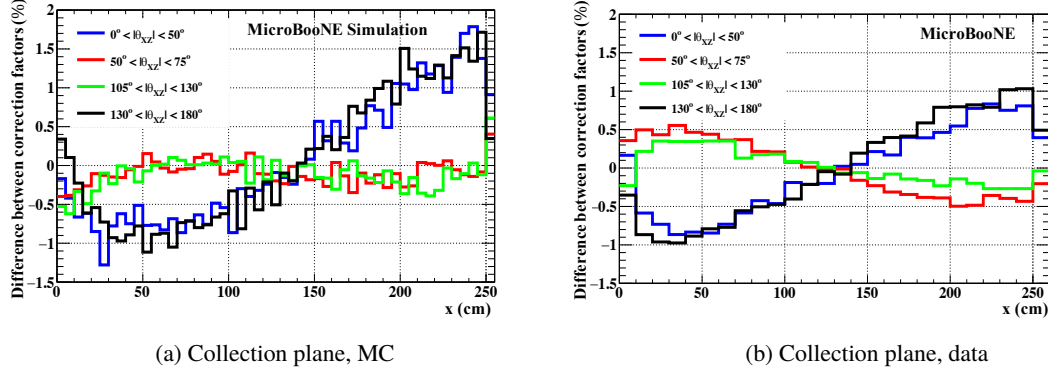 Difference between correction factors (%)
2
1.5
1
0.5
0
−0.5
−1
−1.5
MicroBooNE Simulation
0° < |θXZ| < 50°
50° < |θXZ| < 75°
105° < |θXZ| < 130°
130° < |θXZ| < 180°
0 50 100 150 200 250
x (cm)
(a) Collection plane, MC
Difference between correction factors (%)
2
1.5
1
0.5
0
−0.5
−1
−1.5
MicroBooNE
0° < |θXZ| < 50°
50° < |θXZ| < 75°
105° < |θXZ| < 130°
130° < |θXZ| < 180°
0 50 100 150 200 250
x (cm)
(b) Collection plane, data